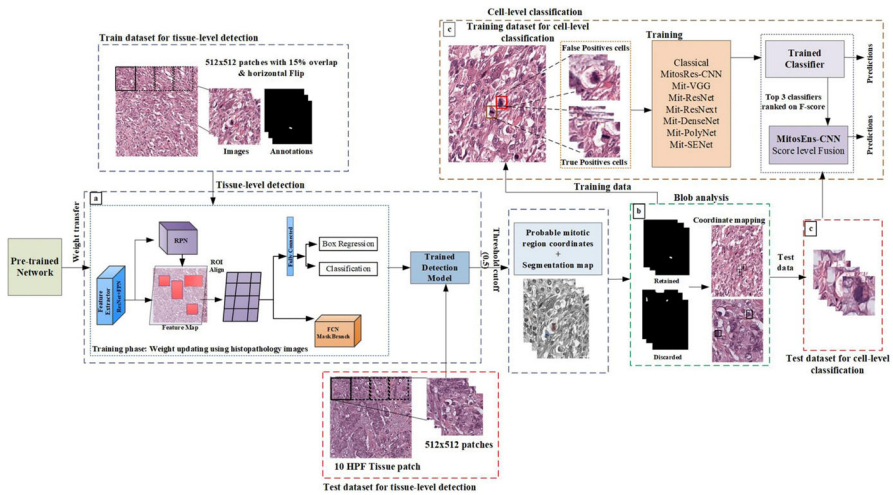 Train dataset for tissue-level detection
512x512 patches with 15% overlap
& horizontal Flip
Images
Annotations
Tissue-level detection
Pre-trained
Network
Weight transfer
a
RPN
ROI
Align
Feature
Extractor
ResNet+FPN
Feature Map
Fully Connected
Box Regression
Classification
FCN
Mask Branch
Training phase: Weight updating using histopathology images
Trained
Detection
Model
Threshold cutoff
(0.5)
10 HPF Tissue patch
512x512 patches
Test dataset for tissue-level detection
Probable mitotic
region coordinates
+
Segmentation map
Blob analysis
b
Coordinate mapping
Retained
Discarded
Training data
Test
data
c
Test dataset for cell-level
classification
Cell-level classification
c
Training dataset for cell-level
classification
False Positives cells
True Positives cells
Training
Classical
MitosRes-CNN
Mit-VGG
Mit-ResNet
Mit-ResNext
Mit-DenseNet
Mit-PolyNet
Mit-SENet
Trained
Classifier
Top 3 classifiers
ranked on F-score
MitosEns-CNN
Score level Fusion
Predictions
Predictions